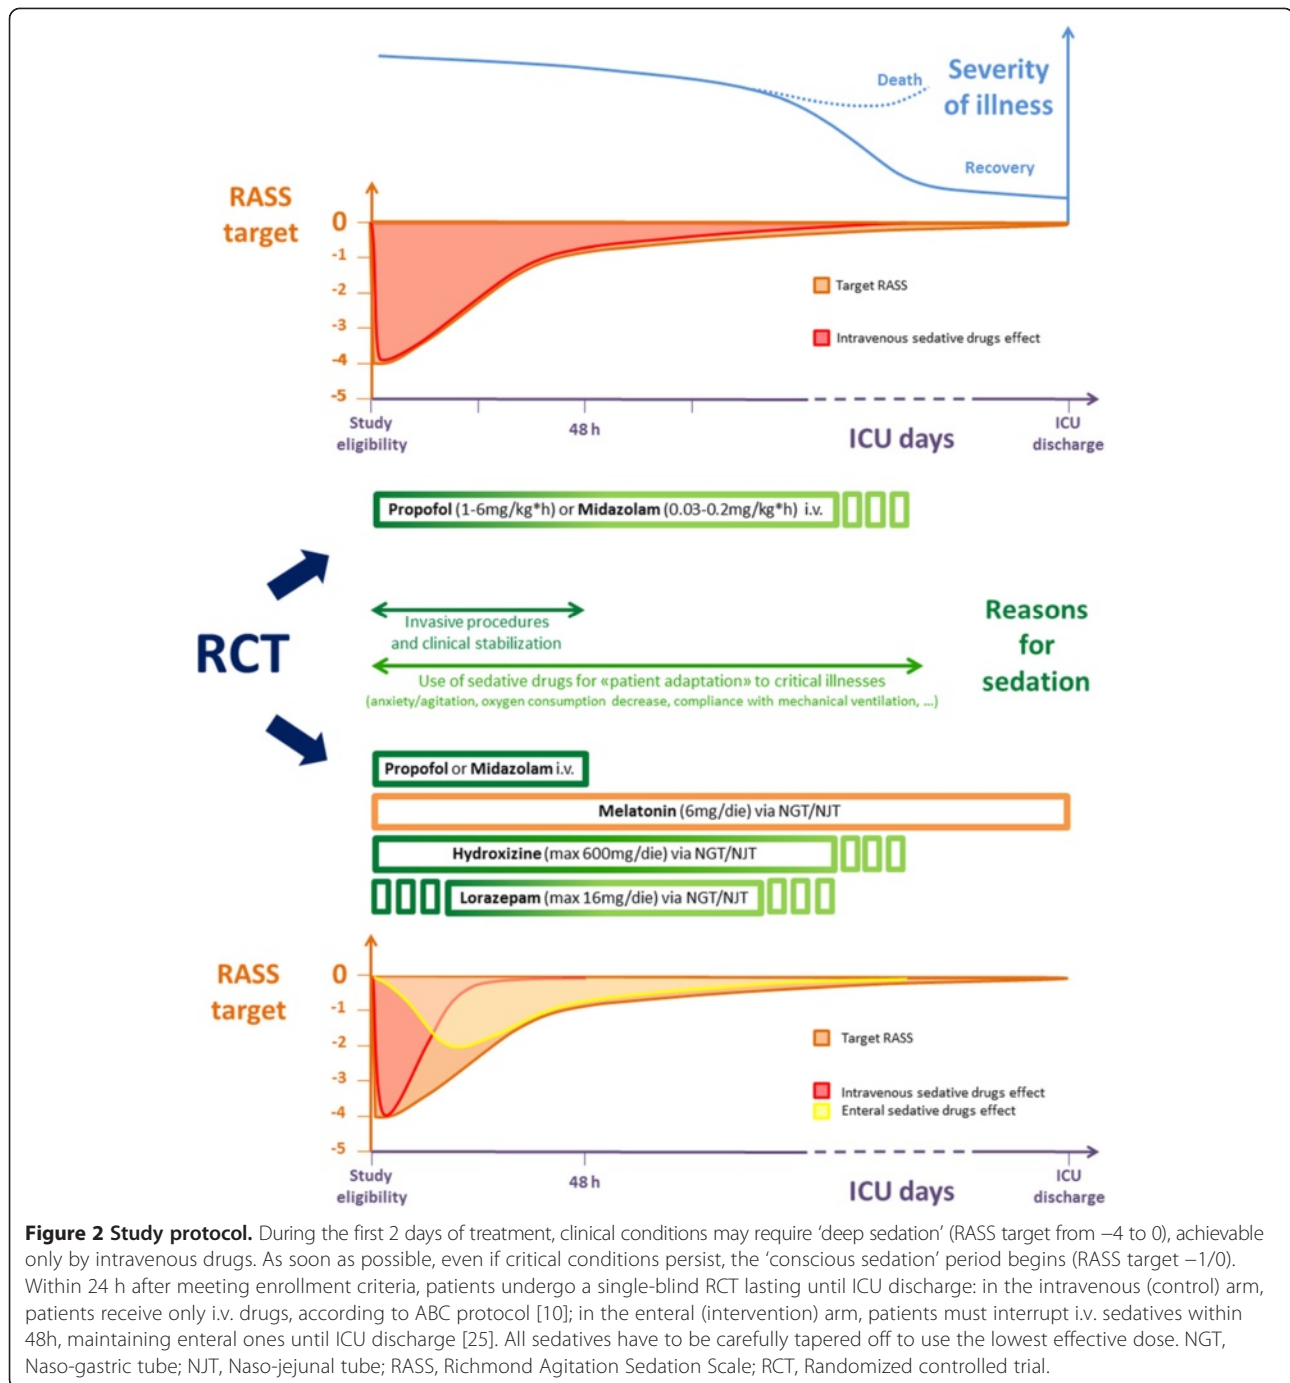 Death
Severity
of illness
Recovery
RASS
target
0
-1
-2
-3
-4
-5
Target RASS
Intravenous sedative drugs effect
Study
eligibility
48 h
ICU days
ICU
discharge
Propofol (1-6mg/kg*h) or Midazolam (0.03-0.2mg/kg*h) i.v.
RCT
Invasive procedures
and clinical stabilization
Use of sedative drugs for «patient adaptation» to critical illnesses
(anxiety/agitation, oxygen consumption decrease, compliance with mechanical ventilation, ...)
Reasons
for
sedation
Propofol or Midazolam i.v.
Melatonin (6mg/die) via NGT/NJT
Hydroxizine (max 600mg/die) via NGT/NJT
Lorazepam (max 16mg/die) via NGT/NJT
RASS
target
0
-1
-2
-3
-4
-5
Target RASS
Intravenous sedative drugs effect
Enteral sedative drugs effect
Study
eligibility
48 h
ICU days
ICU
discharge
Figure 2 Study protocol. During the first 2 days of treatment, clinical conditions may require ‘deep sedation’ (RASS target from −4 to 0), achievable
only by intravenous drugs. As soon as possible, even if critical conditions persist, the ‘conscious sedation’ period begins (RASS target −1/0).
Within 24 h after meeting enrollment criteria, patients undergo a single-blind RCT lasting until ICU discharge: in the intravenous (control) arm,
patients receive only i.v. drugs, according to ABC protocol [10]; in the enteral (intervention) arm, patients must interrupt i.v. sedatives within
48h, maintaining enteral ones until ICU discharge [25]. All sedatives have to be carefully tapered off to use the lowest effective dose. NGT,
Naso-gastric tube; NJT, Naso-jejunal tube; RASS, Richmond Agitation Sedation Scale; RCT, Randomized controlled trial.